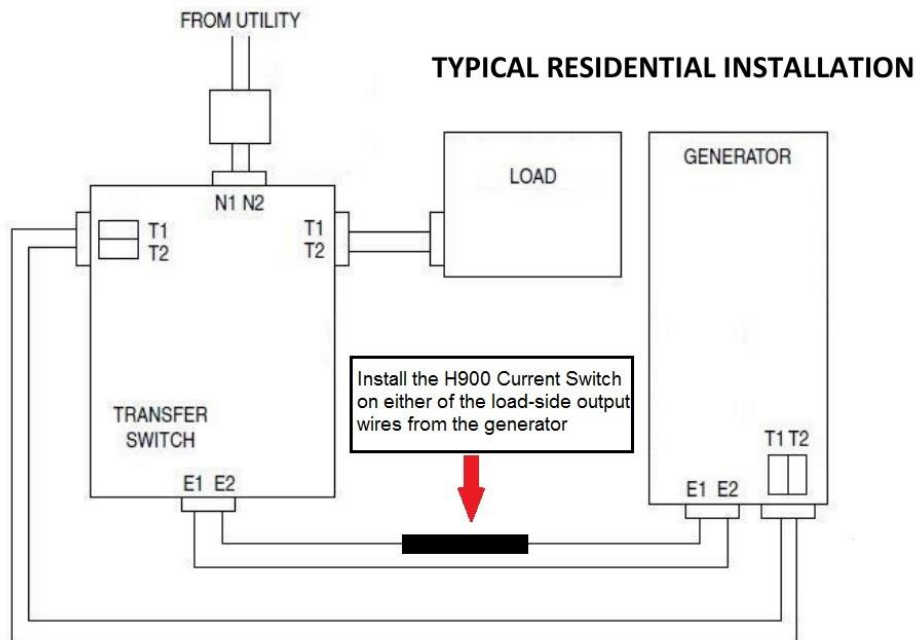 FROM UTILITY
TYPICAL RESIDENTIAL INSTALLATION
N1 N2
T1
T2
T1
T2
LOAD
GENERATOR
Install the H900 Current Switch
on either of the load-side output
wires from the generator
TRANSFER
SWITCH
E1 E2
T1 T2
E1 E2